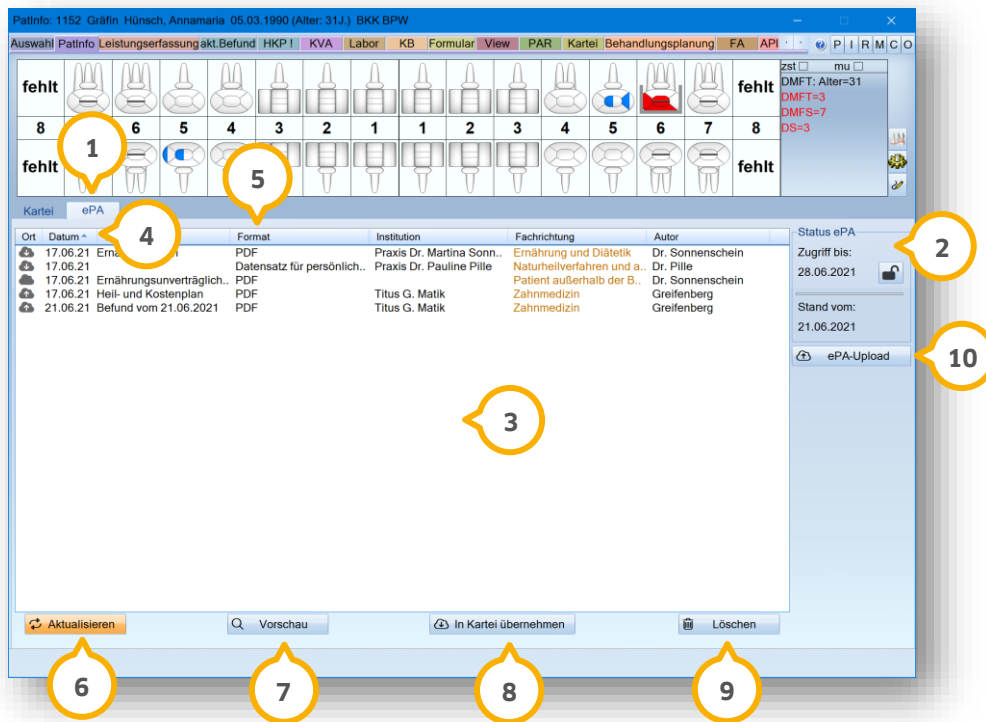 PatInfo: 1152 Gräfin Hünsch, Annamaria 05.03.1990 (Alter: 31J.) BKK BPW
Auswahl PatInfo Leistungserfassung akt.Befund HKP ! KVA Labor KB Formular View PAR Kartei Behandlungsplanung FA API P I R M C O
zst mu
fehlt fehlt DMFT: Alter=31
DMFT=3
DMFS=7
8 6 5 4 3 2 1 1 2 3 4 5 6 7 8 DS=3
1
fehlt fehlt
5
Kartei ePA
4
Ort Datum Format Institution Fachrichtung Autor
17.06.21 PDF Praxis Dr. Martina Sonn.. Ernährung und Diätetik Dr. Sonnenschein
17.06.21 Datensatz für persönlich.. Praxis Dr. Pauline Pille Naturheilverfahren und a.. Dr. Pille
17.06.21 Ernährungsunverträglich.. PDF Patient außerhalb der B.. Dr. Sonnenschein
17.06.21 Heil- und Kostenplan PDF Titus G. Matik Zahnmedizin Greifenberg
21.06.21 Befund vom 21.06.2021 PDF Titus G. Matik Zahnmedizin Greifenberg
Status ePA
Zugriff bis:
2
28.06.2021
Stand vom:
21.06.2021
ePA-Upload
10
3
Aktualisieren Vorschau In Kartei übernehmen Löschen
6 7 8 9